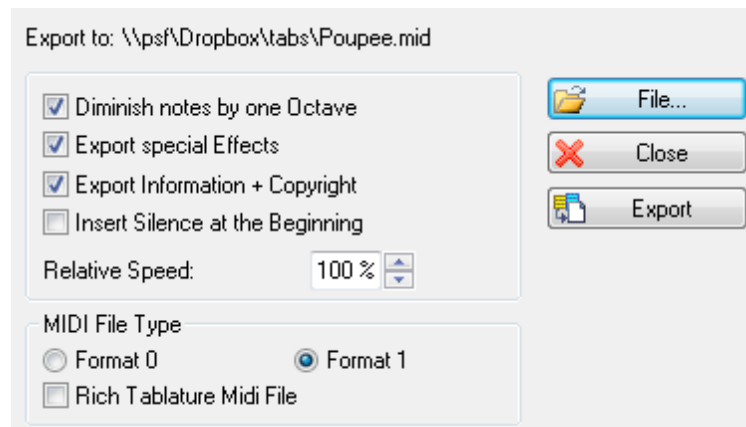 Export to: \\psf\Dropbox\tabs\Poupee.mid
Diminish notes by one Octave
Export special Effects
Export Information + Copyright
Insert Silence at the Beginning
Relative Speed: 100 %
File...
Close
Export
MIDI File Type
Format 0 Format 1
Rich Tablature Midi File